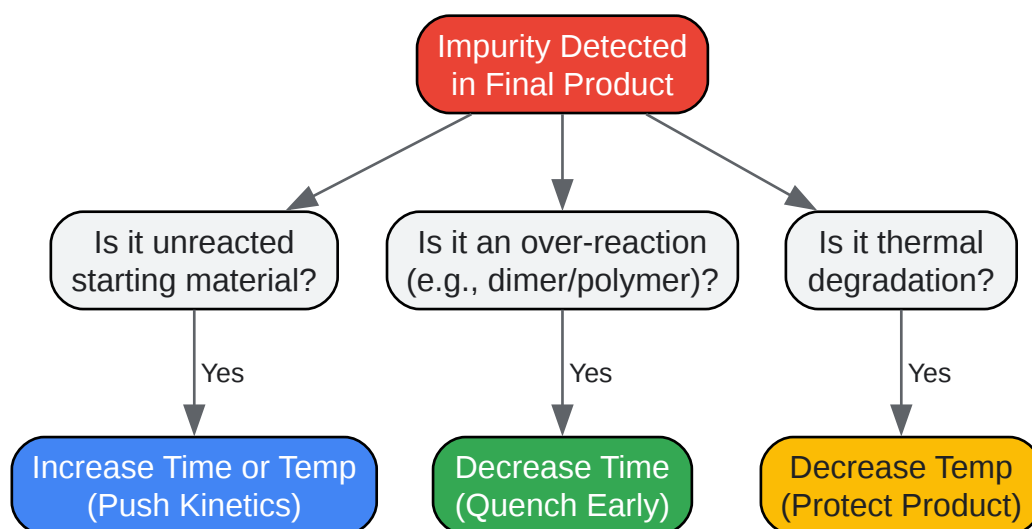 Impurity Detected
in Final Product
Is it unreacted
starting material?
Is it an over-reaction
(e.g., dimer/polymer)?
Is it thermal
degradation?
Yes
Yes
Yes
Increase Time or Temp
(Push Kinetics)
Decrease Time
(Quench Early)
Decrease Temp
(Protect Product)